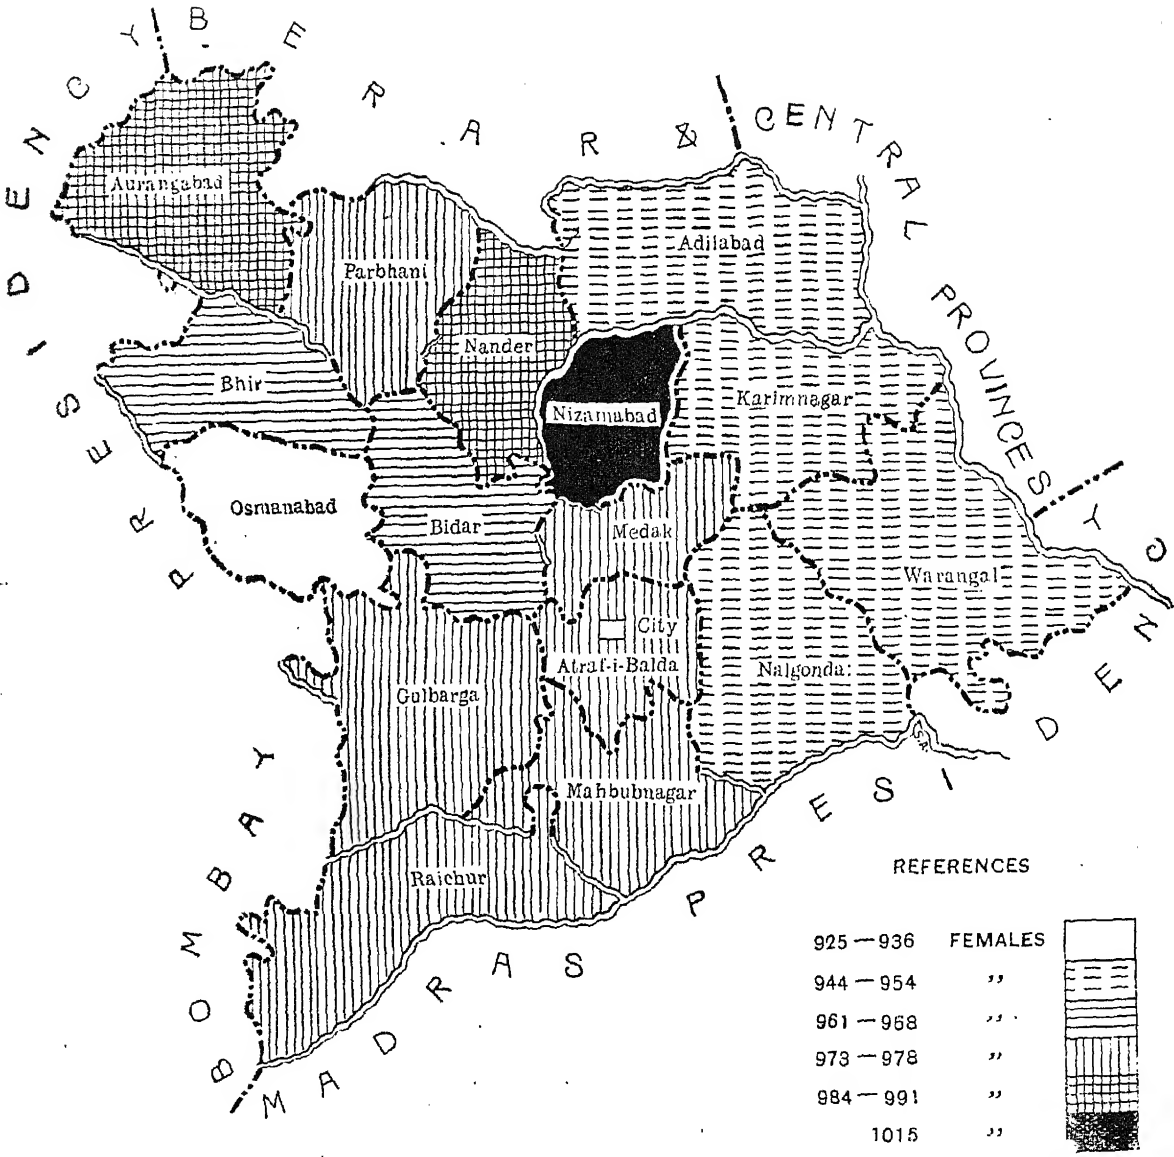 BOMBAY PRESIDENCY
BERAR & CENTRAL PROVINCES
MADRAS PRESIDENCY
Aurangabad
Parbhani
Adilabad
Nander
Bhir
Nizamabad
Karimnagar
Osmanabad
Bidar
Medak
Warangal
City
Atraf-i-Balda
Nalgonda
Gulbarga
Mahbubnagar
Raichur
REFERENCES
925—936 FEMALES
944—954 ,,
961—968 ,,
973—978 ,,
984—991 ,,
1015 ,,